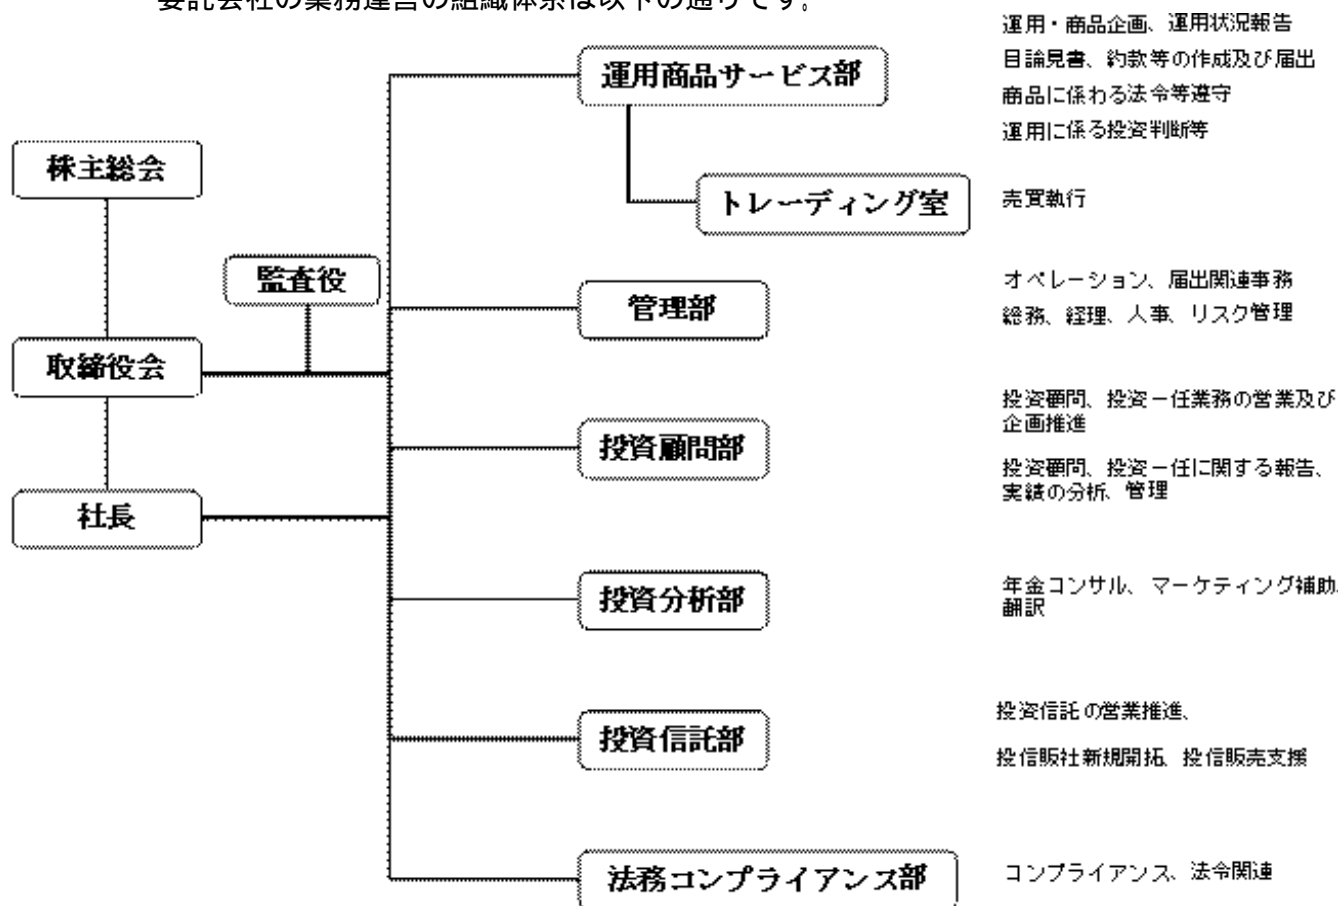 委託会社の業務運営の組織体系は以下の通りです。
運用・商品企画、運用状況報告
運用商品サービス部
目論見書、約款等の作成及び届出
商品に係わる法令等遵守
運用に係る投資判断等
株主総会
トレーディング室
売買執行
監査役
管理部
オペレーション、届出関連事務
総務、経理、人事、リスク管理
取締役会
投資顧問部
投資顧問、投資一任業務の営業及び
企画推進
投資顧問、投資一任に関する報告、
実績の分析、管理
社長
投資分析部
年金コンサル、マーケティング補助、
翻訳
投資信託部
投資信託の営業推進、
投信販社新規開拓、投信販売支援
法務コンプライアンス部
コンプライアンス、法令関連